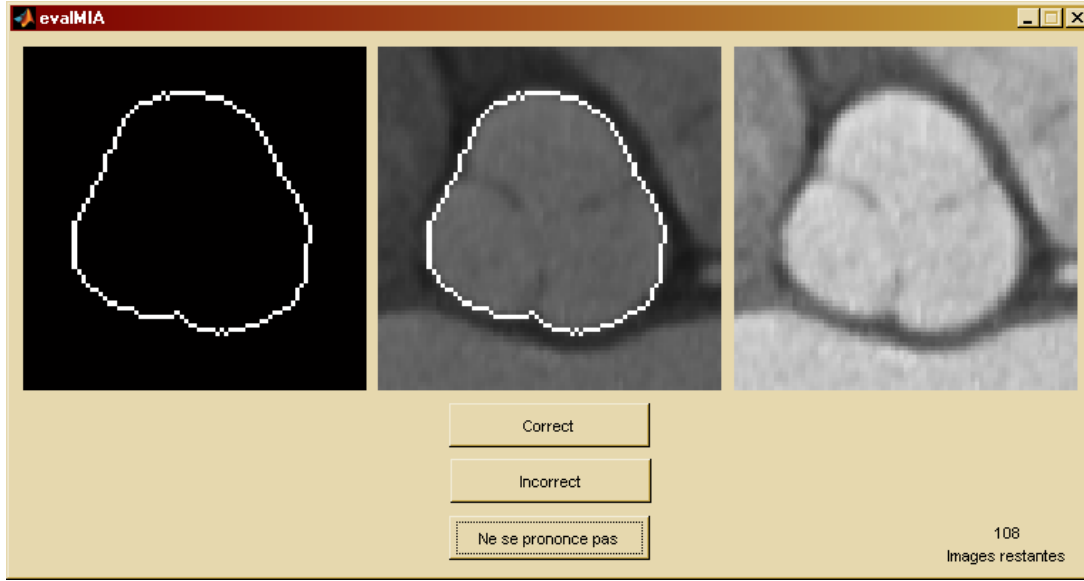 evalMIA
Correct
Incorrect
Ne se prononce pas
108
Images restantes